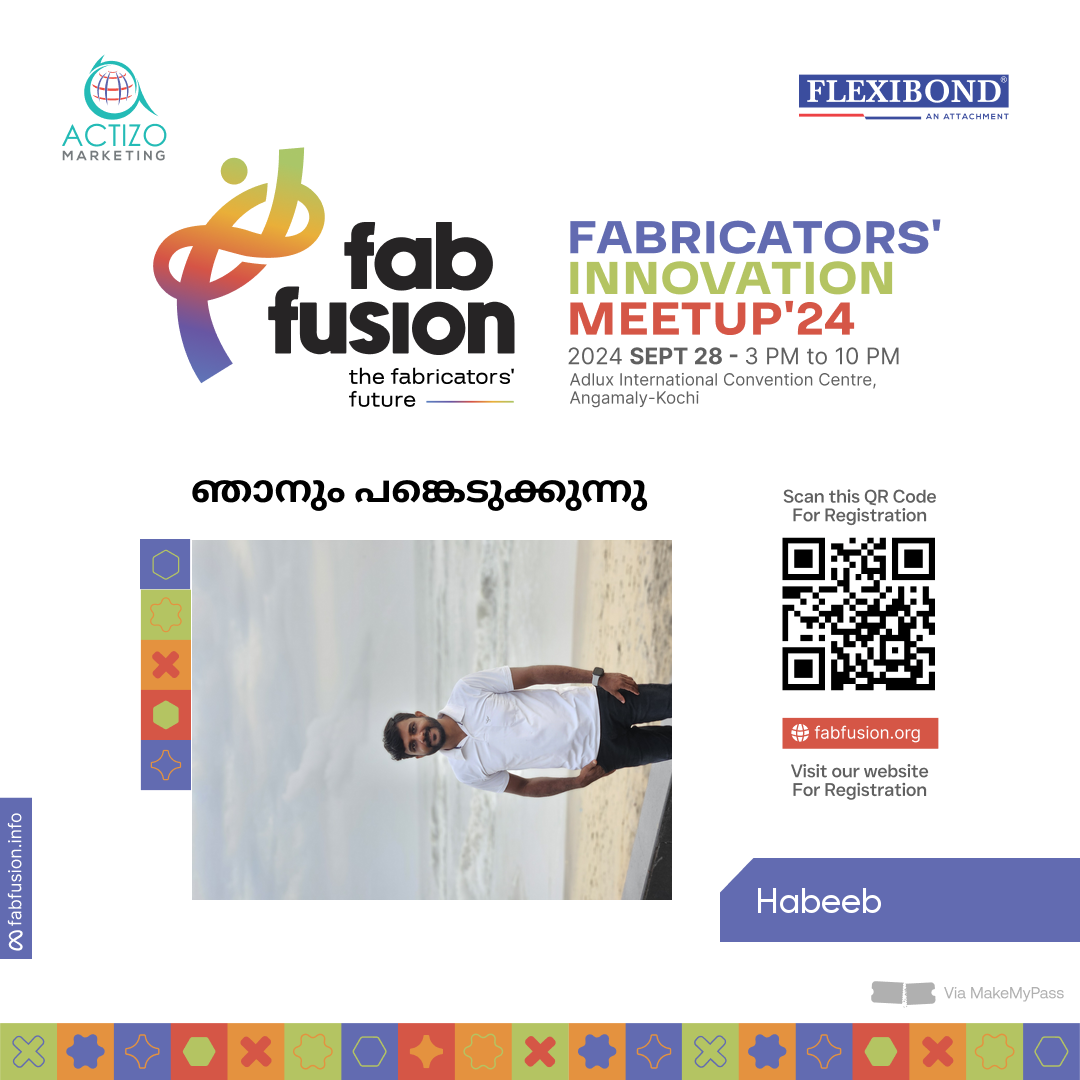 ACTIZO
MARKETING
FLEXIBOND®
AN ATTACHMENT
fab
fusion
the fabricators'
future
FABRICATORS'
INNOVATION
MEETUP'24
2024 SEPT 28 - 3 PM to 10 PM
Adlux International Convention Centre,
Angamaly-Kochi
ഞാനും പങ്കെടുക്കുന്നു
Scan this QR Code
For Registration
fabfusion.org
Visit our website
For Registration
fabfusion.info
Habeeb
Via MakeMyPass